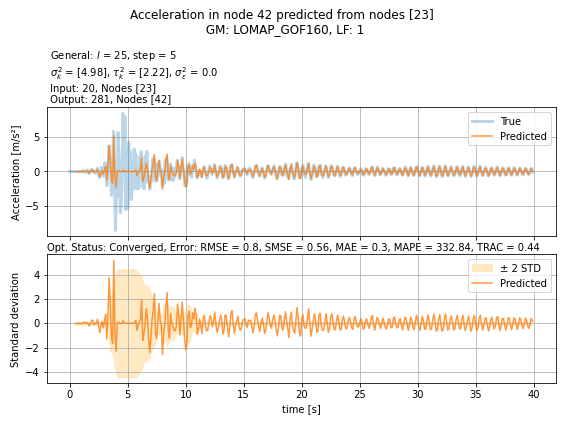 Acceleration in node 42 predicted from nodes [23]
GM: LOMAP_GOF160, LF: 1
General: l = 25, step = 5
σ²ₖ = [4.98], τ²ₖ = [2.22], σ²ε = 0.0
Input: 20, Nodes [23]
Output: 281, Nodes [42]
True
Predicted
Acceleration [m/s²]
5
0
−5
Opt. Status: Converged, Error: RMSE = 0.8, SMSE = 0.56, MAE = 0.3, MAPE = 332.84, TRAC = 0.44
± 2 STD
Predicted
Standard deviation
4
2
0
−2
−4
0 5 10 15 20 25 30 35 40
time [s]